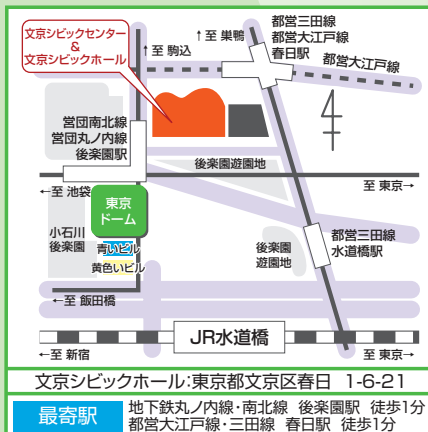 文京シビックセンター
&
文京シビックホール
↑至 駒込
↑至 巣鴨
都営三田線
都営大江戸線
春日駅
都営大江戸線
営団南北線
営団丸ノ内線
後楽園駅
後楽園遊園地
←至 池袋
至 東京→
東京
ドーム
小石川
後楽園
青いビル
黄色いビル
後楽園
遊園地
都営三田線
水道橋駅
←至 飯田橋
JR水道橋
←至 新宿
至 東京→
文京シビックホール:東京都文京区春日 1-6-21
最寄駅
地下鉄丸ノ内線・南北線 後楽園駅 徒歩1分
都営大江戸線・三田線 春日駅 徒歩1分